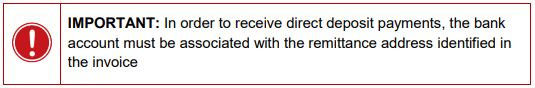 IMPORTANT: In order to receive direct deposit payments, the bank
account must be associated with the remittance address identified in
the invoice